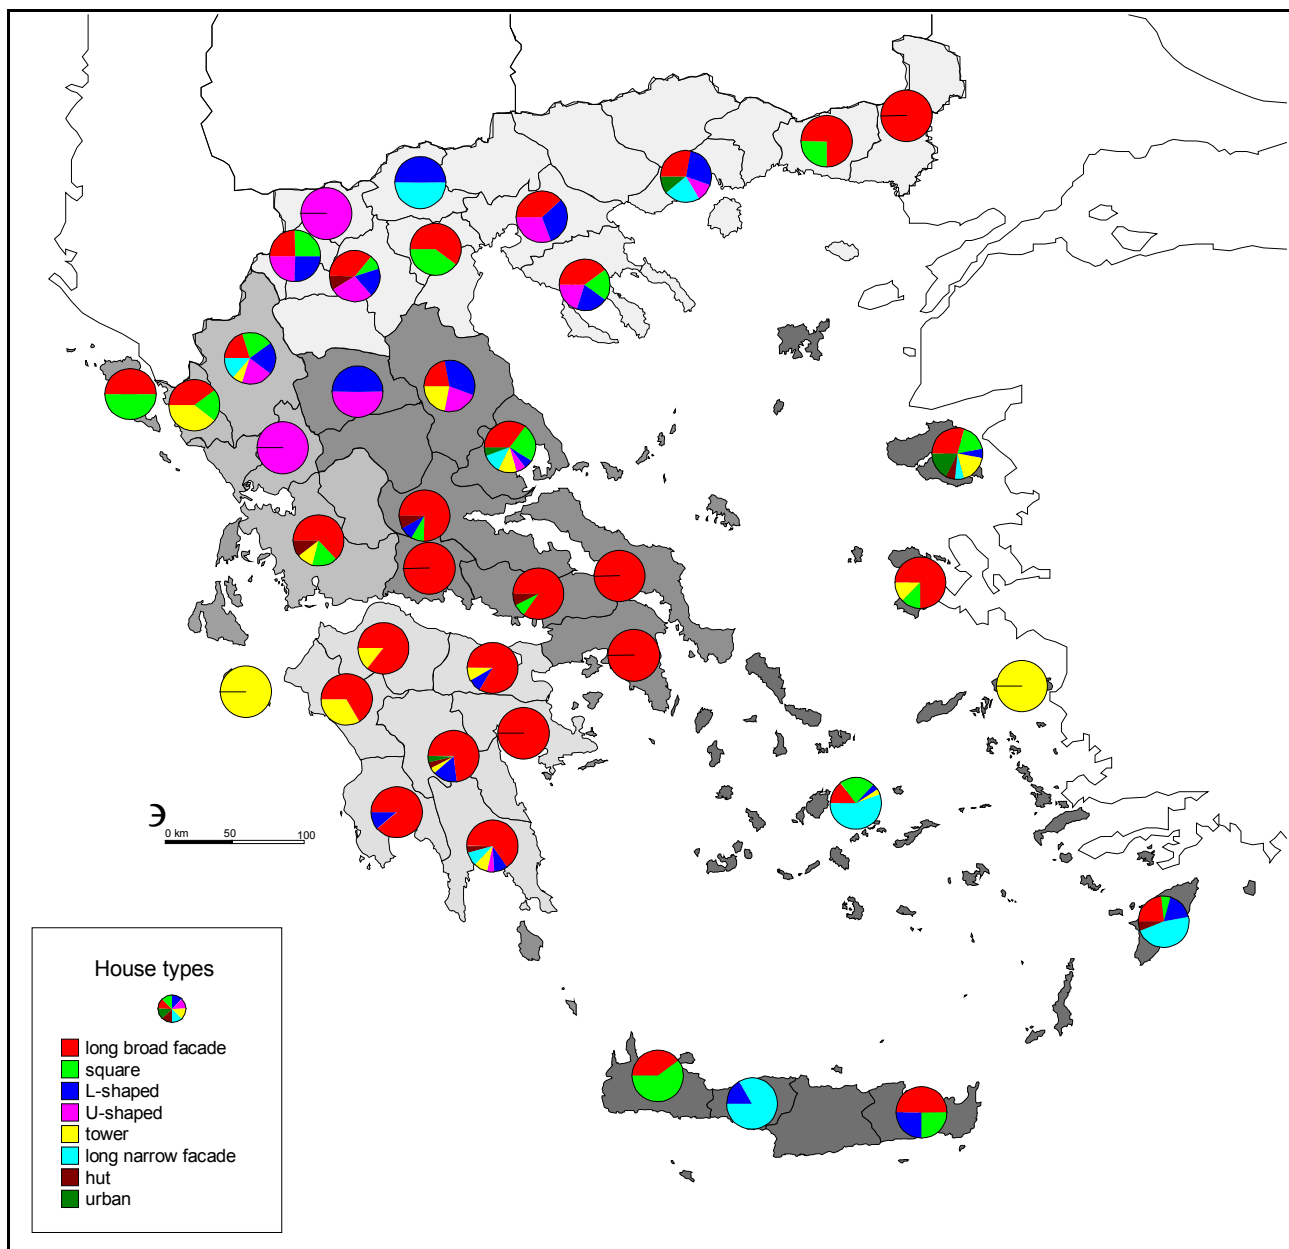 0 km 50 100
House types
long broad facade
square
L-shaped
U-shaped
tower
long narrow facade
hut
urban